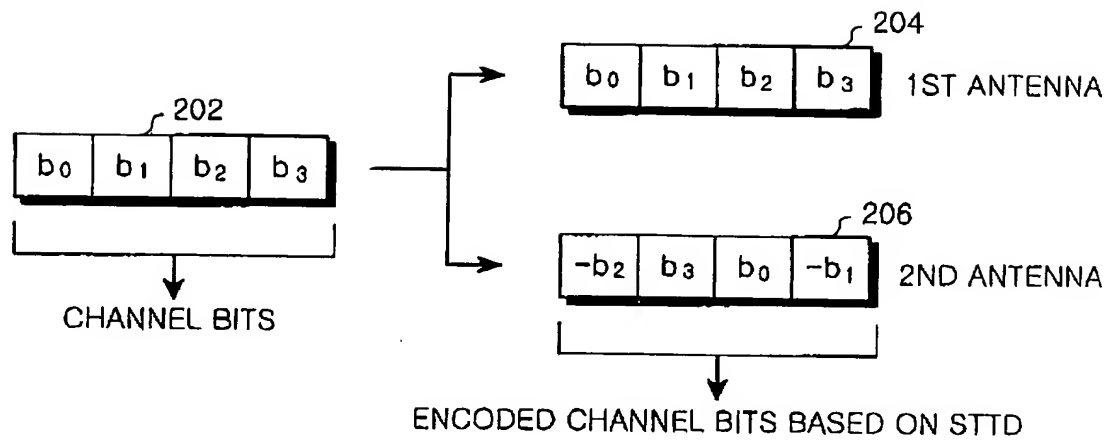 204
b0 b1 b2 b3 1ST ANTENNA
202
b0 b1 b2 b3
206
-b2 b3 b0 -b1 2ND ANTENNA
CHANNEL BITS
ENCODED CHANNEL BITS BASED ON STTD